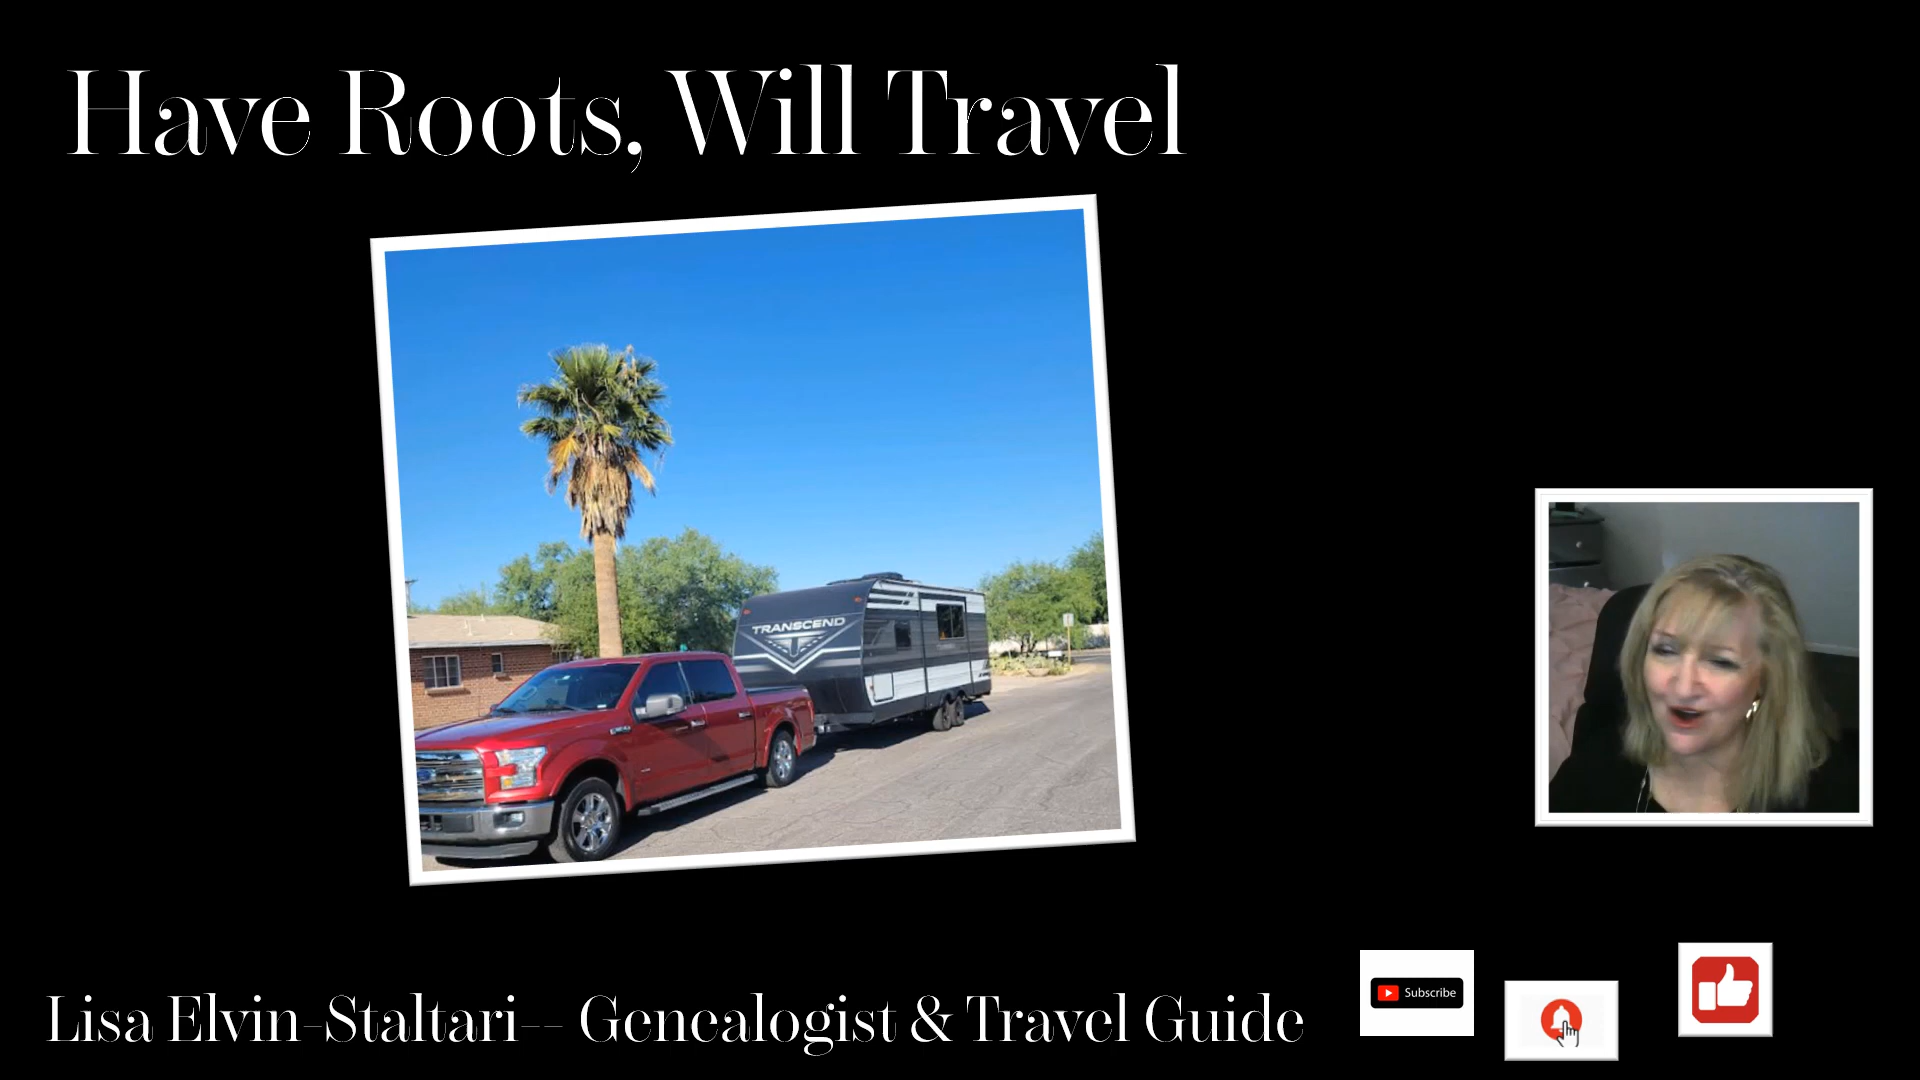 Have Roots, Will Travel
TRANSCEND
Lisa Elvin-Staltari-- Genealogist & Travel Guide
Subscribe